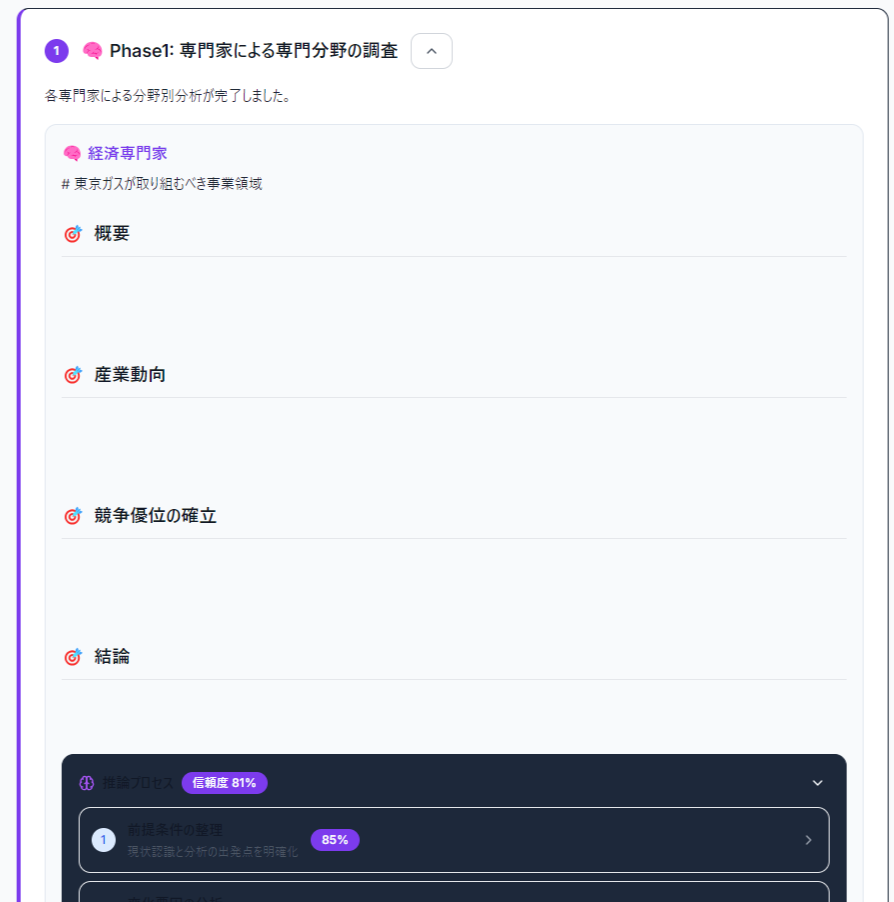 1 Phase1: 専門家による専門分野の調査
各専門家による分野別分析が完了しました。
経済専門家
# 東京ガスが取り組むべき事業領域
概要
産業動向
競争優位の確立
結論
推論プロセス 信頼度 81%
1 前提条件の整理 85%
現状認識と分析の出発点を明確化